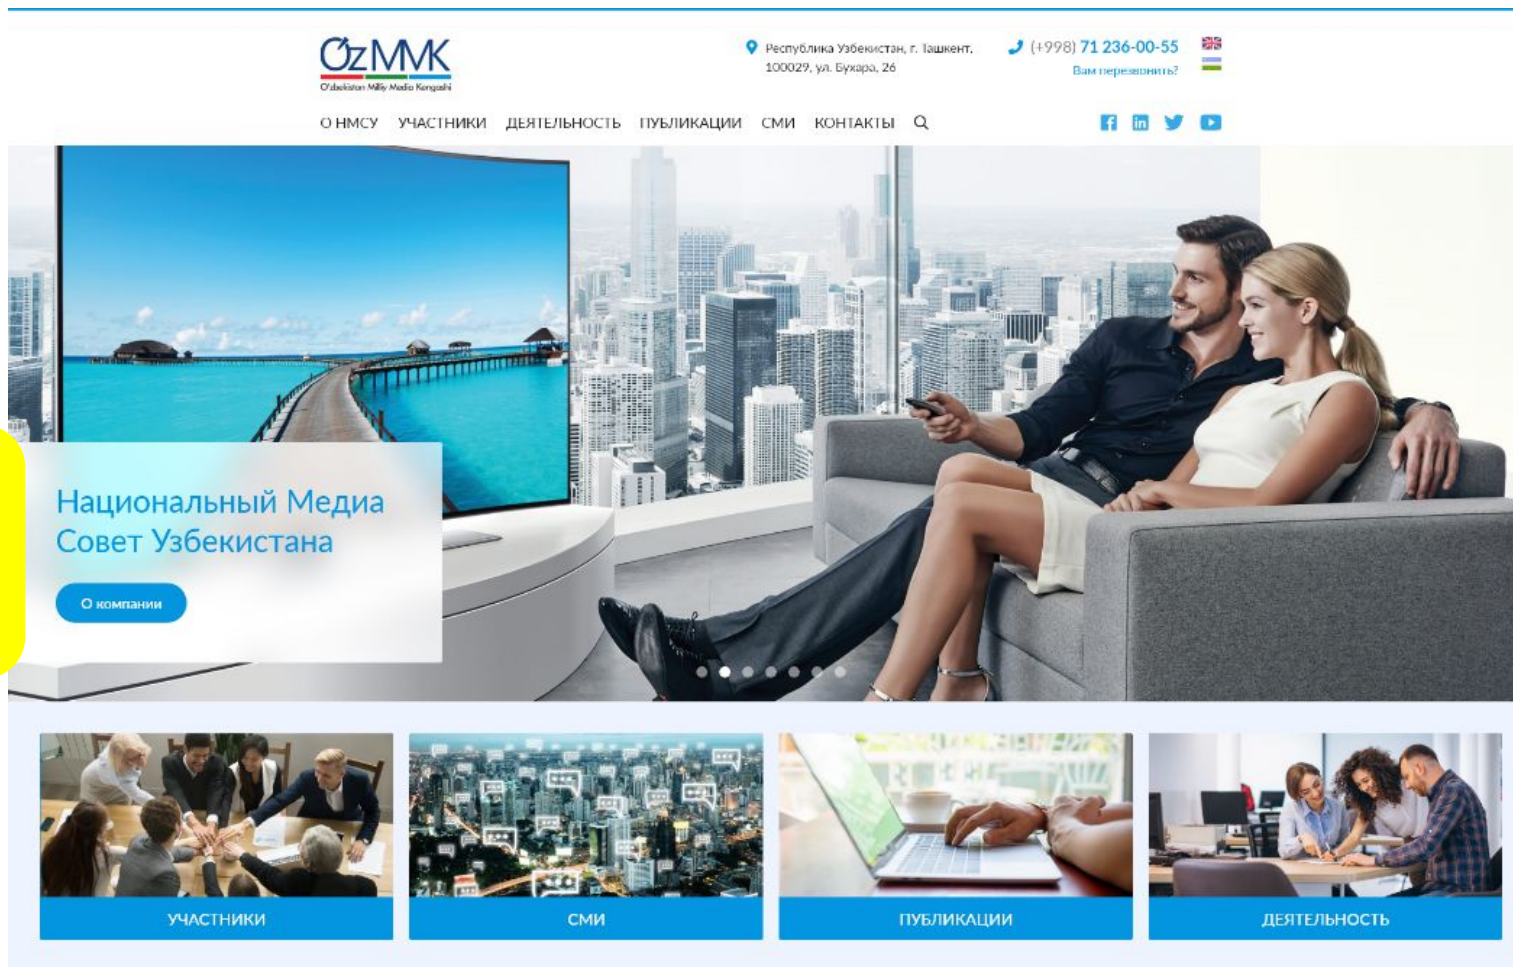 O'zMMK
O'zbekiston Milliy Media Kengashi
Республика Узбекистан, г. Ташкент,
100029, ул. Бухара, 26
(+998) 71 236-00-55
Вам перезвонить?
О НМСУ УЧАСТНИКИ ДЕЯТЕЛЬНОСТЬ ПУБЛИКАЦИИ СМИ КОНТАКТЫ
Национальный Медиа
Совет Узбекистана
О компании
УЧАСТНИКИ
СМИ
ПУБЛИКАЦИИ
ДЕЯТЕЛЬНОСТЬ